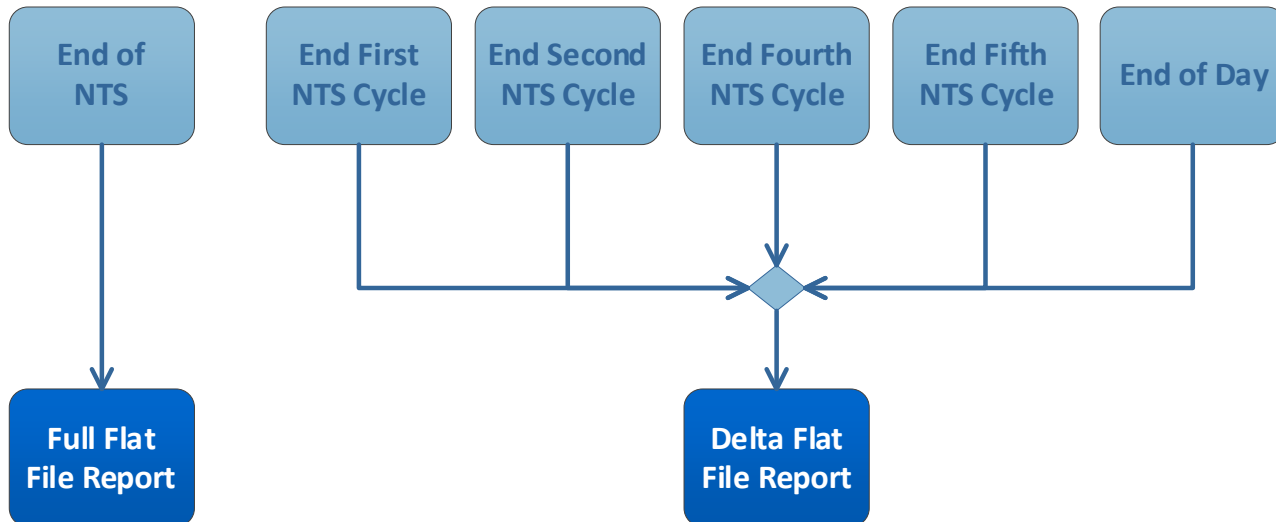 End of
NTS
End First
NTS Cycle
End Second
NTS Cycle
End Fourth
NTS Cycle
End Fifth
NTS Cycle
End of Day
Full Flat
File Report
Delta Flat
File Report